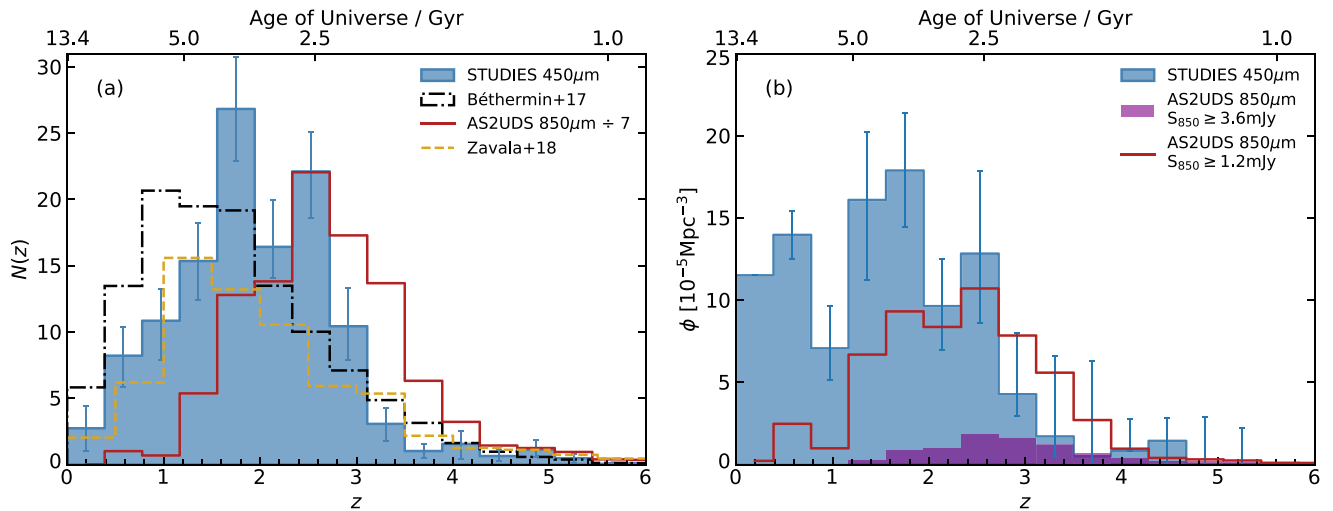 Age of Universe / Gyr
13.4 5.0 2.5 1.0
(a)
STUDIES 450μm
Béthermin+17
AS2UDS 850μm ÷ 7
Zavala+18
N(z)
30
25
20
15
10
5
0
0 1 2 3 4 5 6
z
Age of Universe / Gyr
13.4 5.0 2.5 1.0
(b)
STUDIES 450μm
AS2UDS 850μm
S850 ≥ 3.6mJy
AS2UDS 850μm
S850 ≥ 1.2mJy
ϕ [10⁻⁵Mpc⁻³]
25
20
15
10
5
0
0 1 2 3 4 5 6
z